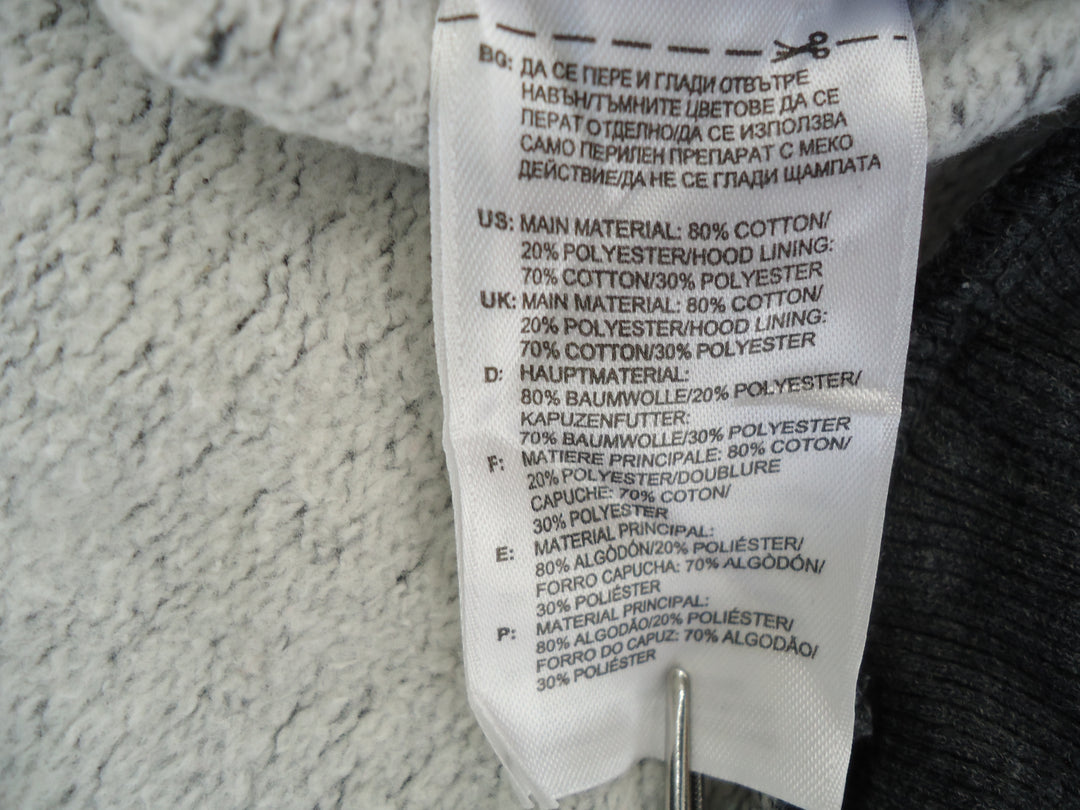 BG: ДА СЕ ПЕРЕ И ГЛАДИ ОТВЪТРЕ
НАВЪН/ТЪМНИТЕ ЦВЕТОВЕ ДА СЕ
ПЕРАТ ОТДЕЛНО/ДА СЕ ИЗПОЛЗВА
САМО ПЕРИЛЕН ПРЕПАРАТ С МЕКО
ДЕЙСТВИЕ/ДА НЕ СЕ ГЛАДИ ЩАМПАТА
US: MAIN MATERIAL: 80% COTTON/
20% POLYESTER/HOOD LINING:
70% COTTON/30% POLYESTER
UK: MAIN MATERIAL: 80% COTTON/
20% POLYESTER/HOOD LINING:
70% COTTON/30% POLYESTER
D: HAUPTMATERIAL:
80% BAUMWOLLE/20% POLYESTER/
KAPUZENFUTTER:
70% BAUMWOLLE/30% POLYESTER
F: MATIERE PRINCIPALE: 80% COTON/
20% POLYESTER/DOUBLURE
CAPUCHE: 70% COTON/
30% POLYESTER
E: MATERIAL PRINCIPAL:
80% ALGÒDÓN/20% POLIÉSTER/
FORRO CAPUCHA: 70% ALGÒDÓN/
30% POLIÉSTER
P: MATERIAL PRINCIPAL:
80% ALGODÃO/20% POLIÉSTER/
FORRO DO CAPUZ: 70% ALGODÃO/
30% POLIÉSTER